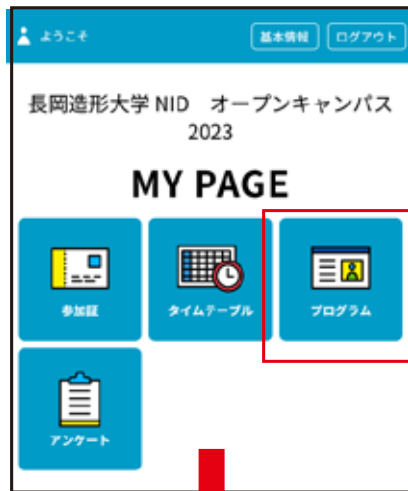 ようこそ
基本情報
ログアウト
長岡造形大学 NID　オープンキャンパス
2023
MY PAGE
参加証
タイムテーブル
プログラム
アンケート